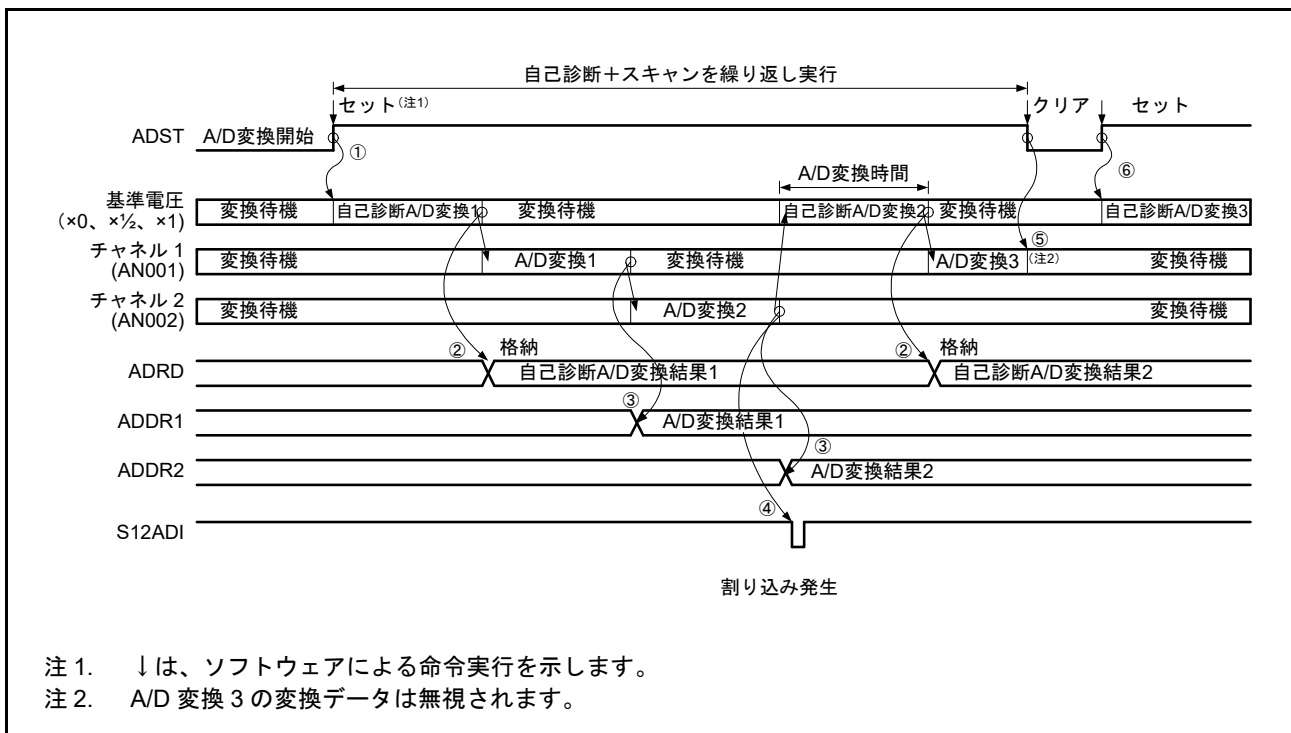 自己診断+スキャンを繰り返し実行
セット(注1) クリア セット
ADST A/D変換開始 ① ⑥
A/D変換時間
基準電圧
(×0、×½、×1) 変換待機 自己診断A/D変換1 変換待機 自己診断A/D変換2 変換待機 自己診断A/D変換3
⑤
チャネル 1
(AN001) 変換待機 A/D変換1 変換待機 A/D変換3 (注2) 変換待機
チャネル 2
(AN002) 変換待機 A/D変換2 変換待機
② 格納 ② 格納
ADRD 自己診断A/D変換結果1 自己診断A/D変換結果2
③
ADDR1 A/D変換結果1
③
ADDR2 A/D変換結果2
④
S12ADI
割り込み発生
注 1. ↓は、ソフトウェアによる命令実行を示します。
注 2. A/D 変換 3 の変換データは無視されます。